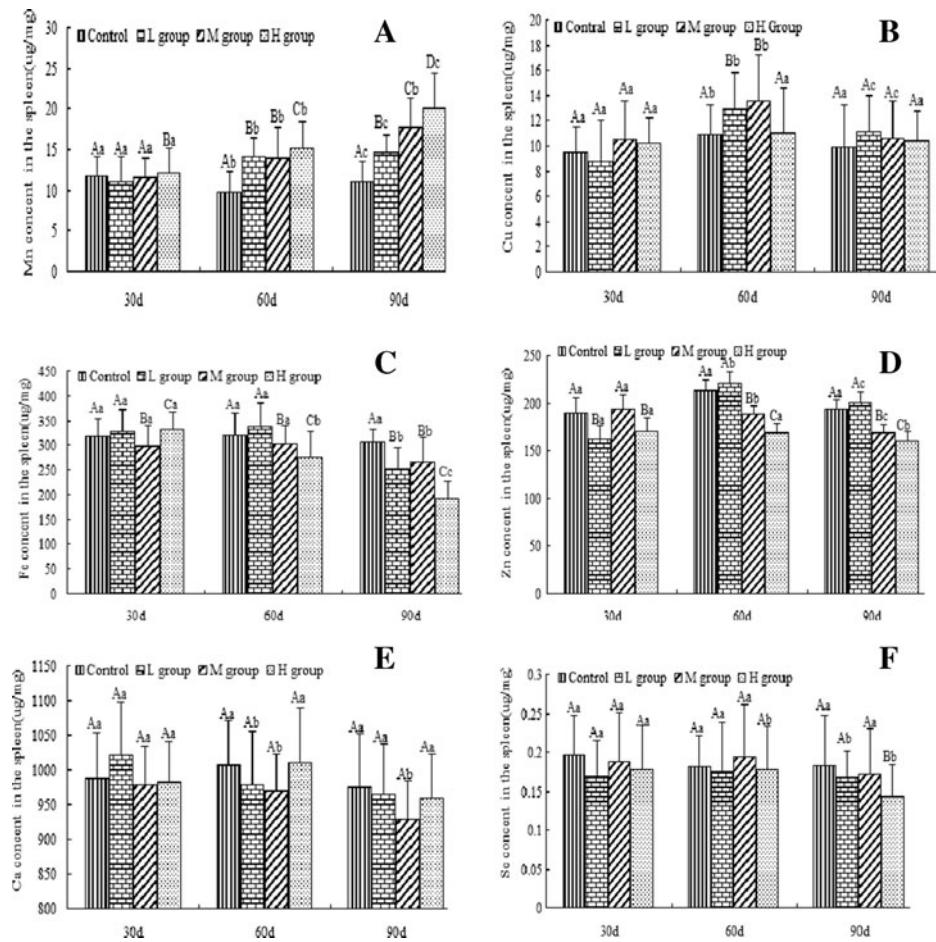 30
Control L group M group H group
A
25
Dc
Cb
20
Cb
Bb Bb
Bc
Aa Aa Aa Ba
15
Ab
Ac
10
5
0
30d 60d 90d
Mn concent in the spleen(ug/mg)
20
Contral L group M group H Group
B
18
Bb Bb
16
Aa Aa Aa Aa
Ab
Aa
Aa Ac Ac Aa
14
12
10
8
6
4
2
0
30d 60d 90d
Cu concent in the spleen(ug/mg)
450
Control L group M group H group
C
400
Aa Aa Ba Ca
Aa Aa Ba Cb
Aa Bb Bb Cc
350
300
250
200
150
100
50
0
30d 60d 90d
Fe concent in the spleen(ug/mg)
250
Control L group M group H group
D
Aa Ba Aa Ba
Aa Ab Bb Ca
Aa Ac Bc Cb
200
150
100
50
0
30d 60d 90d
Zn concent in the spleen(ug/mg)
1150
Control L group M group H group
E
1100
Aa Aa Aa Aa
Aa Ab Ab Aa
Aa Aa Ab Aa
1050
1000
950
900
850
800
30d 60d 90d
Ca concent in the spleen(ug/mg)
0.3
Control L group M group H group
F
Aa Aa Aa Aa
Aa Aa Aa Ab
Aa Ab Aa Bb
0.25
0.2
0.15
0.1
0.05
0
30d 60d 90d
Se concent in the spleen(ug/mg)